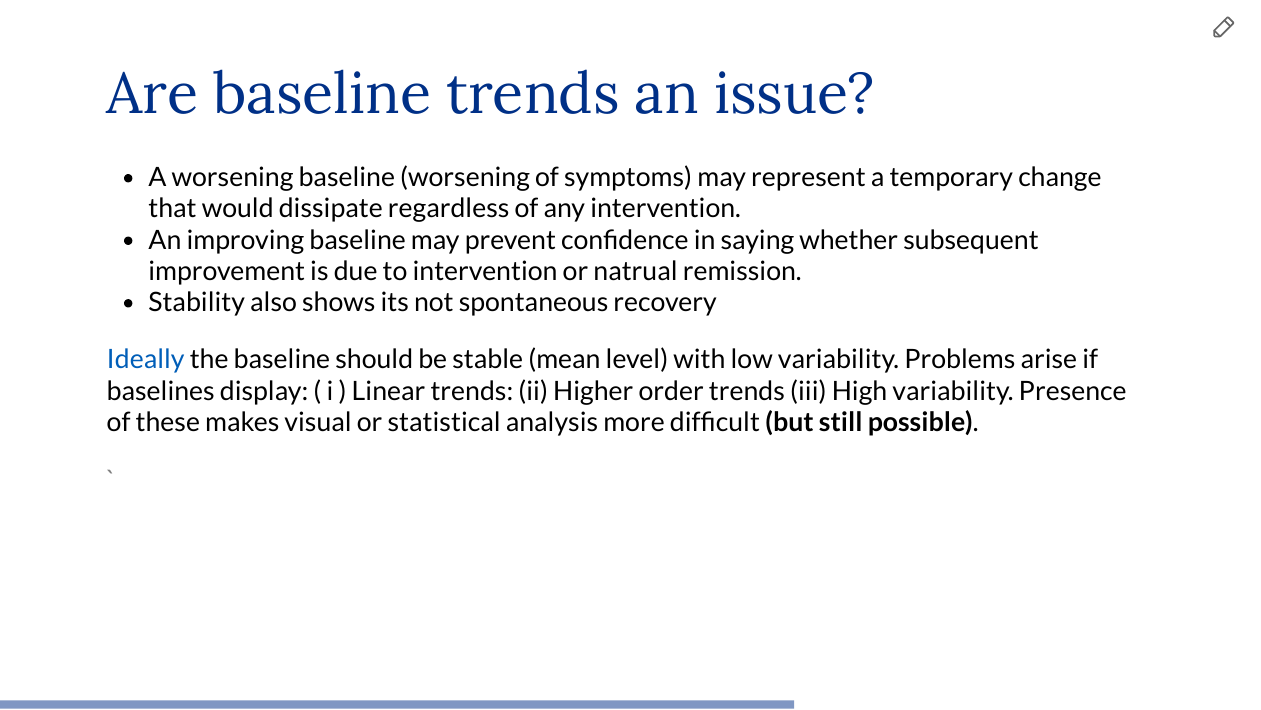 Are baseline trends an issue?
• A worsening baseline (worsening of symptoms) may represent a temporary change
that would dissipate regardless of any intervention.
• An improving baseline may prevent confidence in saying whether subsequent
improvement is due to intervention or natrual remission.
• Stability also shows its not spontaneous recovery
Ideally the baseline should be stable (mean level) with low variability. Problems arise if
baselines display: ( i ) Linear trends: (ii) Higher order trends (iii) High variability. Presence
of these makes visual or statistical analysis more difficult (but still possible).
`